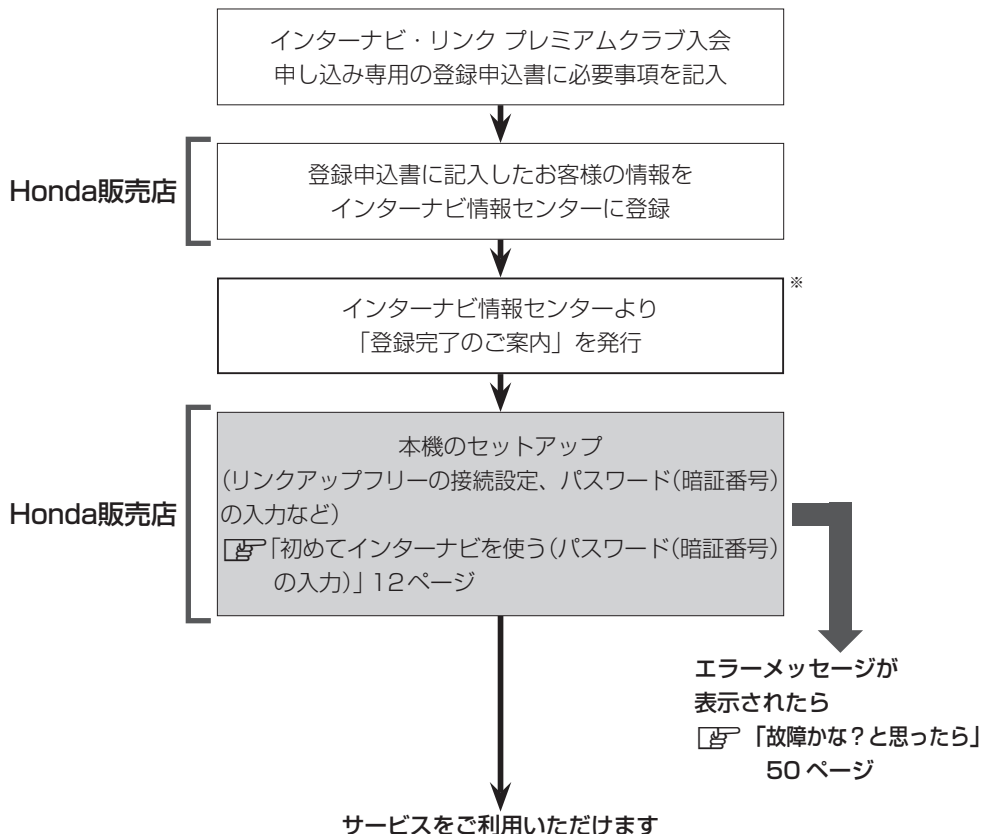 インターナビ・リンク プレミアムクラブ入会
申し込み専用の登録申込書に必要事項を記入
Honda販売店
登録申込書に記入したお客様の情報を
インターナビ情報センターに登録
インターナビ情報センターより
「登録完了のご案内」を発行
※
Honda販売店
本機のセットアップ
(リンクアップフリーの接続設定、パスワード(暗証番号)
の入力など)
「初めてインターナビを使う(パスワード(暗証番号)
の入力)」12ページ
エラーメッセージが
表示されたら
「故障かな?と思ったら」
50 ページ
サービスをご利用いただけます